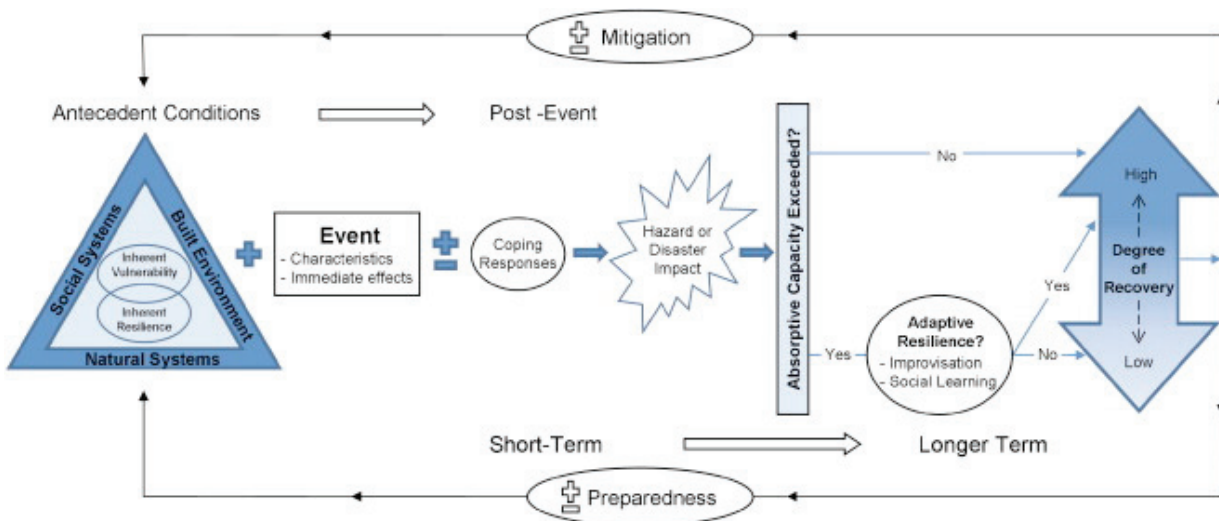 Mitigation
Antecedent Conditions
Post -Event
Social Systems
Built Environment
Natural Systems
Inherent
Vulnerability
Inherent
Resilience
Event
- Characteristics
- Immediate effects
Coping
Responses
Hazard or
Disaster
Impact
Absorptive Capacity Exceeded?
No
Yes
Adaptive
Resilience?
- Improvisation
- Social Learning
Yes
No
High
Degree of
Recovery
Low
Short-Term
Longer Term
Preparedness